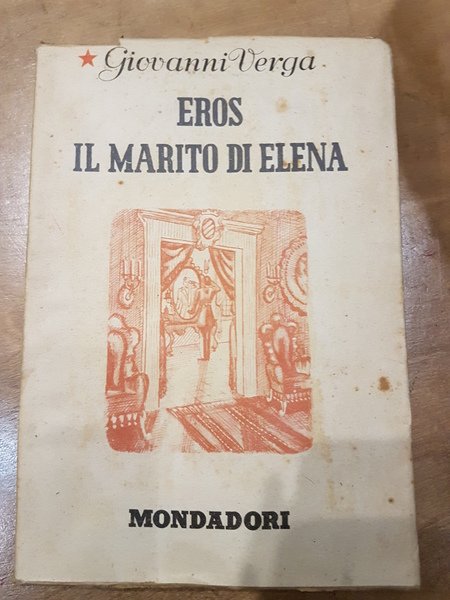 Giovanni Verga
EROS
IL MARITO DI ELENA
MONDADORI